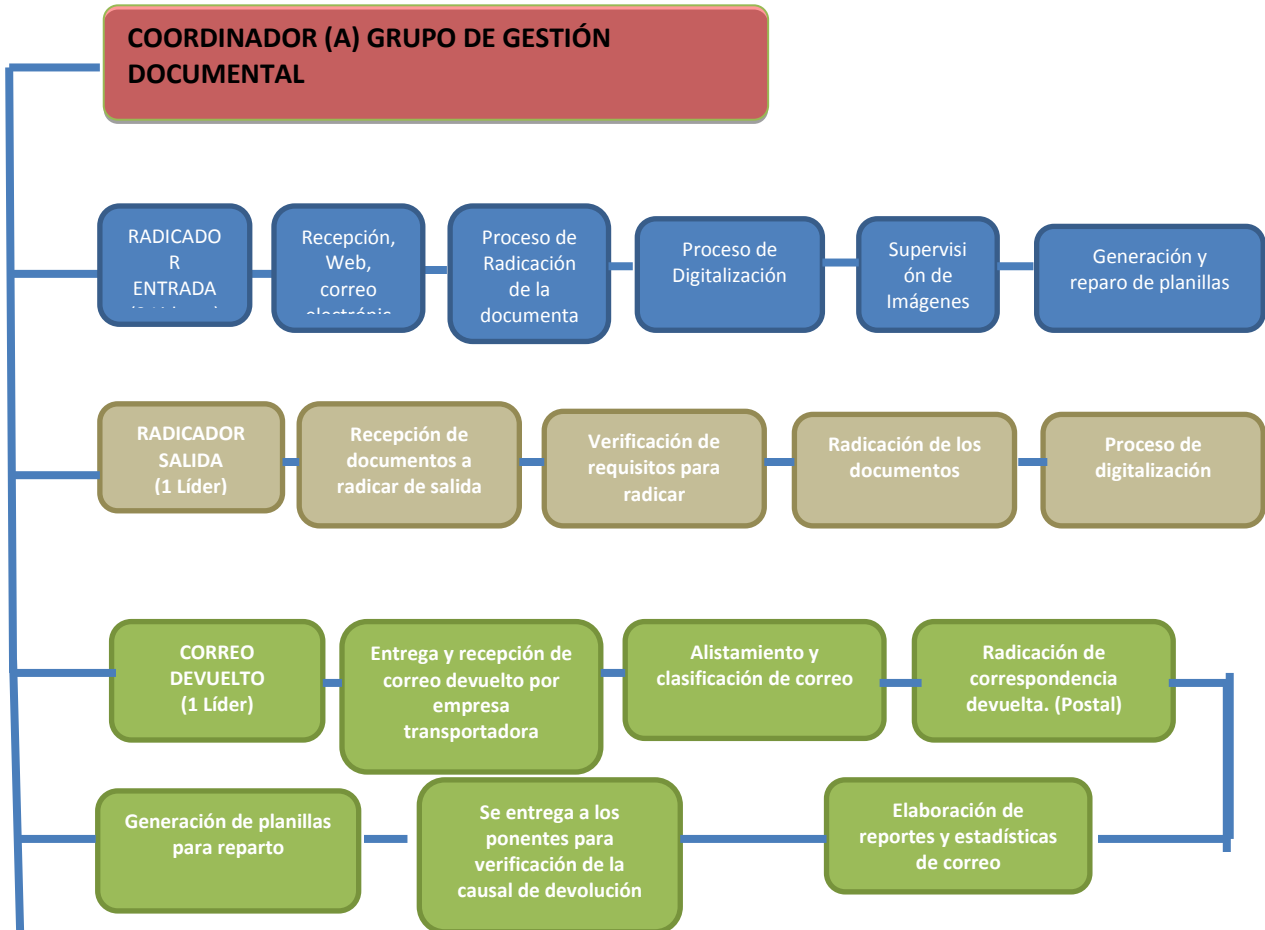 COORDINADOR (A) GRUPO DE GESTIÓN
DOCUMENTAL
RADICADO
R
ENTRADA
Recepción,
Web,
correo
Proceso de
Radicación
de la
documenta
Proceso de
Digitalización
Supervisi
ón de
Imágenes
Generación y
reparo de planillas
RADICADOR
SALIDA
(1 Líder)
Recepción de
documentos a
radicar de salida
Verificación de
requisitos para
radicar
Radicación de los
documentos
Proceso de
digitalización
CORREO
DEVUELTO
(1 Líder)
Entrega y recepción de
correo devuelto por
empresa
transportadora
Alistamiento y
clasificación de correo
Radicación de
correspondencia
devuelta. (Postal)
Generación de planillas
para reparto
Se entrega a los
ponentes para
verificación de la
causal de devolución
Elaboración de
reportes y estadísticas
de correo